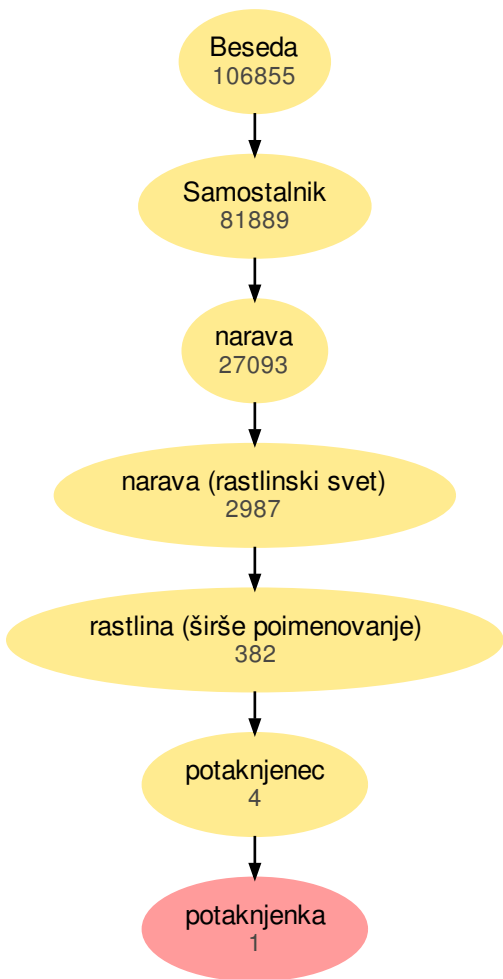 Beseda
106855
Samostalnik
81889
narava
27093
narava (rastlinski svet)
2987
rastlina (širše poimenovanje)
382
potaknjenec
4
potaknjenka
1